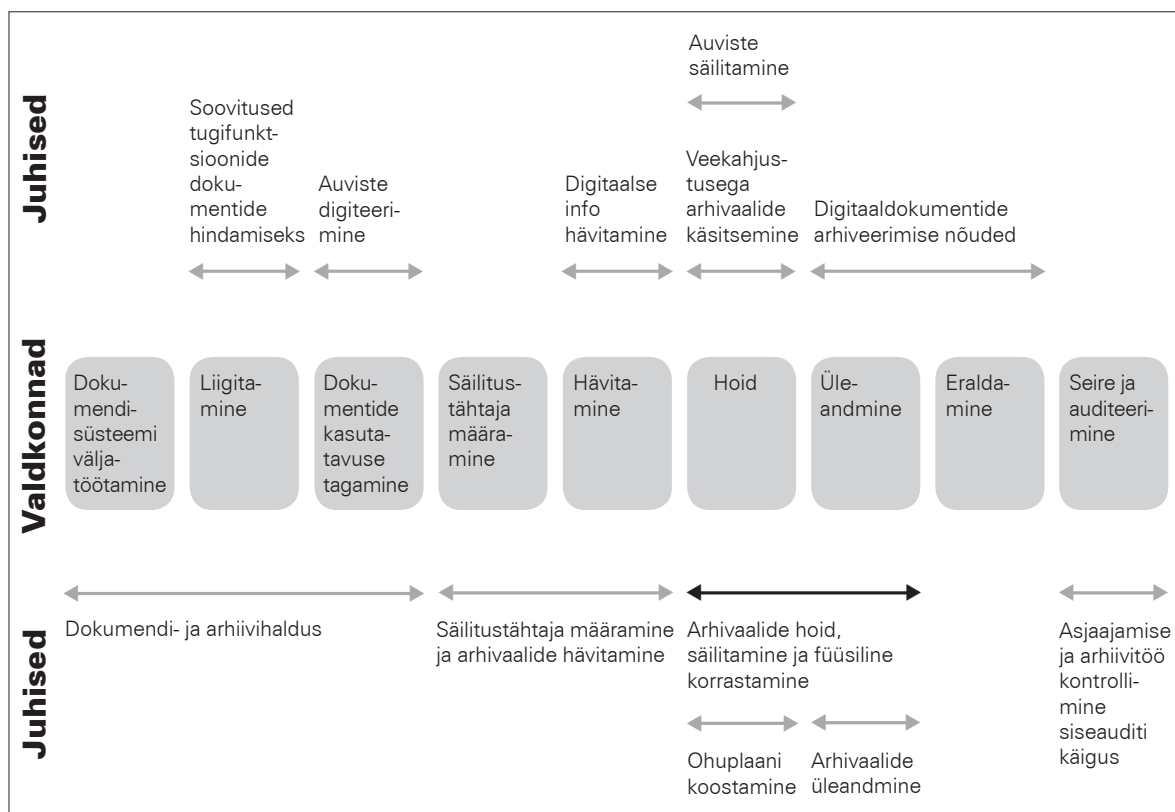 Juhised
Soovitused
tugifunkt-
sioonide
doku-
mentide
hindamiseks
Auviste
digiteeri-
mine
Digitaalse
info
hävitamine
Auviste
säilitamine
Veekahjus-
tusega
arhivaalide
käsitsemine
Digitaaldokumentide
arhiveerimise nõuded
Valdkonnad
Doku-
mendi-
süsteemi
välja-
töötamine
Liigita-
mine
Doku-
mentide
kasuta-
tavuse
tagamine
Säilitus-
tähtaja
määra-
mine
Hävita-
mine
Hoid
Üle-
andmine
Eralda-
mine
Seire ja
auditeeri-
mine
Juhised
Dokumendi- ja arhiivihaldus
Säilitustähtaja määramine
ja arhivaalide hävitamine
Arhivaalide hoid,
säilitamine ja füüsiline
korrastamine
Ohuplaani
koostamine
Arhivaalide
üleandmine
Asjaajamise
ja arhiivitöö
kontrolli-
mine
siseauditi
käigus